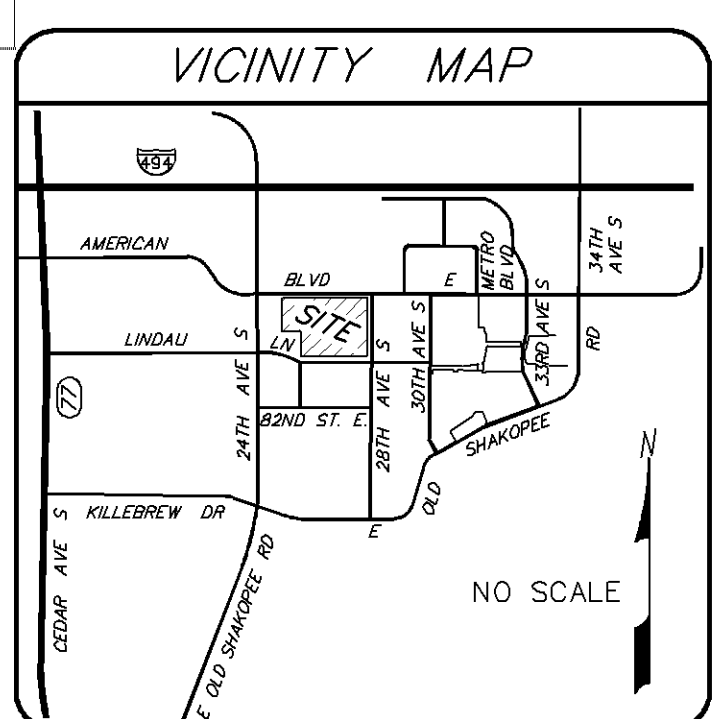 VICINITY MAP
494
AMERICAN
BLVD
E
METRO
BLVD
34TH
AVE S
SITE
LINDAU
LN
24TH AVE S
28TH AVE S
30TH AVE S
33RD AVE S
RD
77
82ND ST. E.
SHAKOPEE
OLD
E
KILLEBREW DR
CEDAR AVE S
E OLD SHAKOPEE RD
N
NO SCALE